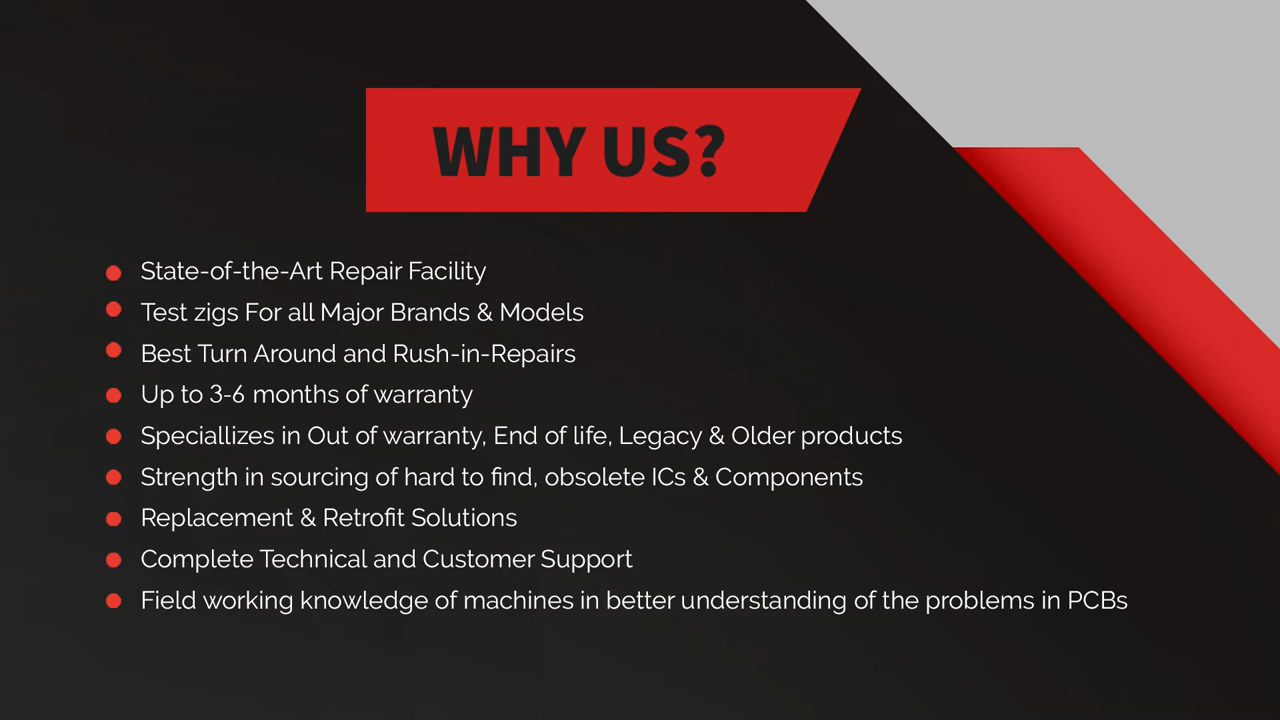 WHY US?
State-of-the-Art Repair Facility
Test zigs For all Major Brands & Models
Best Turn Around and Rush-in-Repairs
Up to 3-6 months of warranty
Speciallizes in Out of warranty, End of life, Legacy & Older products
Strength in sourcing of hard to find, obsolete ICs & Components
Replacement & Retrofit Solutions
Complete Technical and Customer Support
Field working knowledge of machines in better understanding of the problems in PCBs